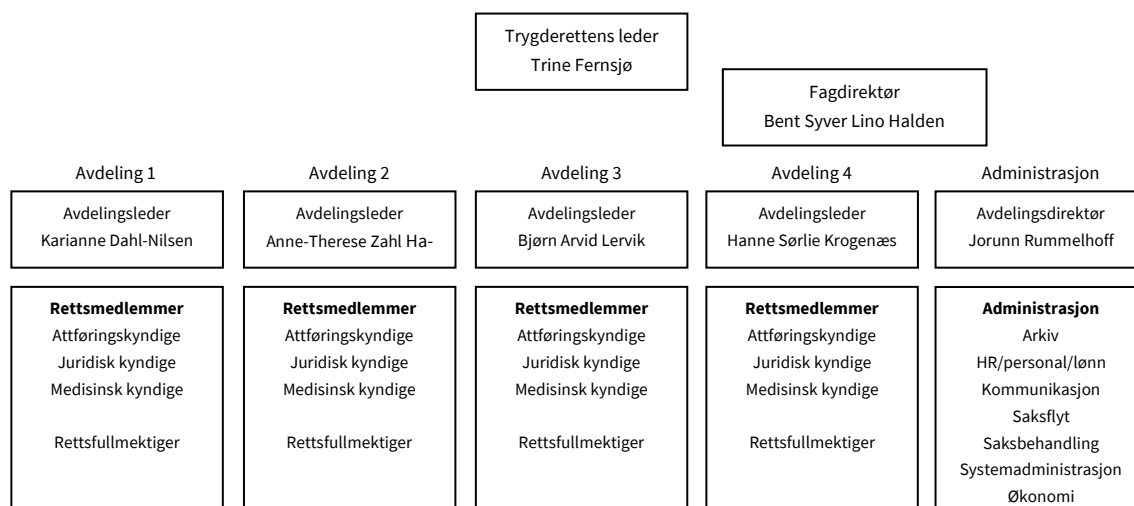 Trygderettens leder
Trine Fernsjø
Fagdirektør
Bent Syver Lino Halden
Avdeling 1
Avdelingsleder
Karianne Dahl-Nilsen
Rettsmedlemmer
Attføringskyndige
Juridisk kyndige
Medisinsk kyndige
Rettsfullmektiger
Avdeling 2
Avdelingsleder
Anne-Therese Zahl Ha-
Rettsmedlemmer
Attføringskyndige
Juridisk kyndige
Medisinsk kyndige
Rettsfullmektiger
Avdeling 3
Avdelingsleder
Bjørn Arvid Lervik
Rettsmedlemmer
Attføringskyndige
Juridisk kyndige
Medisinsk kyndige
Rettsfullmektiger
Avdeling 4
Avdelingsleder
Hanne Sørlie Krogenæs
Rettsmedlemmer
Attføringskyndige
Juridisk kyndige
Medisinsk kyndige
Rettsfullmektiger
Administrasjon
Avdelingsdirektør
Jorunn Rummelhoff
Administrasjon
Arkiv
HR/personal/lønn
Kommunikasjon
Saksflyt
Saksbehandling
Systemadministrasjon
Økonomi